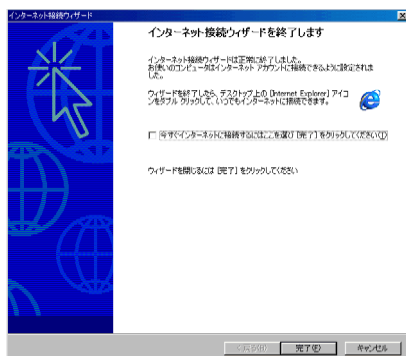 インターネット接続ウィザード
インターネット接続ウィザードを終了します
インターネット接続ウィザードは正常に終了しました。
お使いのコンピュータはインターネット アカウントに接続できるように設定されま
した。
ウィザードを終了したら、デスクトップ上の [Internet Explorer] アイコ
ンをダブル クリックして、いつでもインターネットに接続できます。
今すぐインターネットに接続するにはここを選び [完了] をクリックしてください(T)
ウィザードを閉じるには [完了] をクリックしてください
< 戻る(B)
完了(F)
キャンセル